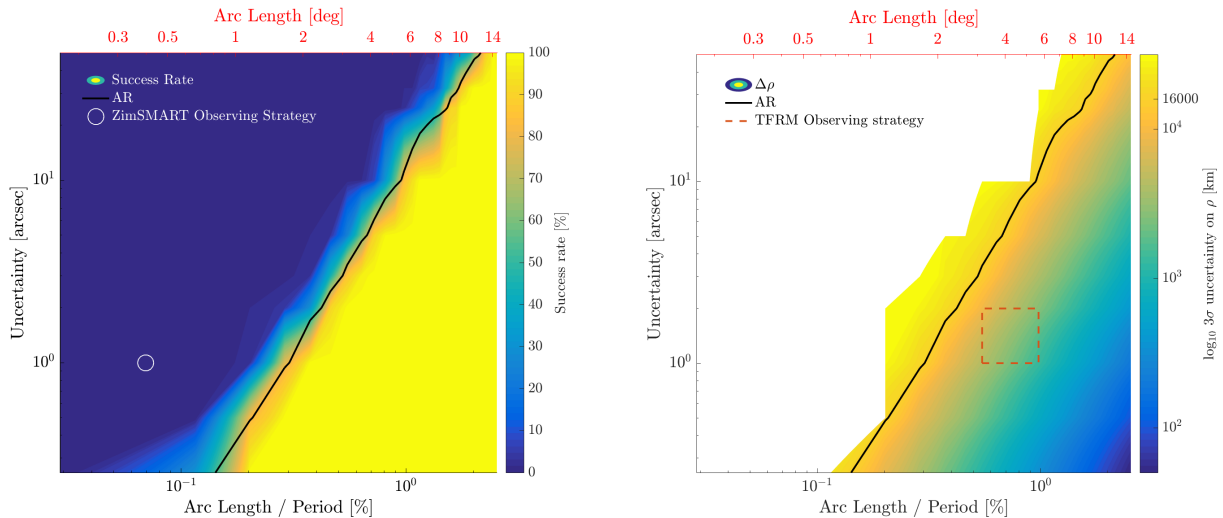 Arc Length [deg]
0.3 0.5 1 2 4 6 8 10 14
Success Rate
AR
ZimSMART Observing Strategy
Uncertainty [arcsec]
10^1
10^0
10^-1 10^0
Arc Length / Period [%]
100
90
80
70
60
50
40
30
20
10
0
Success rate [%]
Arc Length [deg]
0.3 0.5 1 2 4 6 8 10 14
Δρ
AR
TFRM Observing strategy
Uncertainty [arcsec]
10^1
10^0
10^-1 10^0
Arc Length / Period [%]
16000
10^4
10^3
10^2
log10 3σ uncertainty on ρ [km]